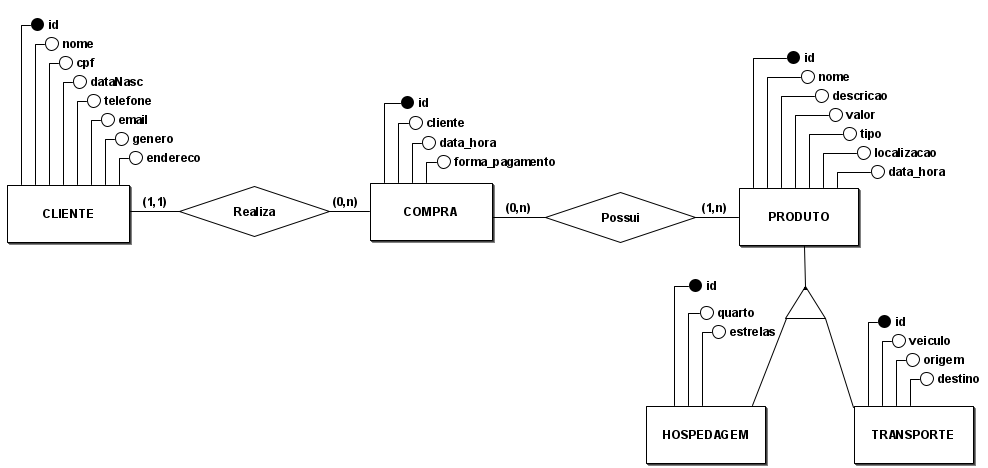 id
nome
cpf
dataNasc
telefone
email
genero
endereco
CLIENTE
(1,1)
Realiza
(0,n)
id
cliente
data_hora
forma_pagamento
COMPRA
(0,n)
Possui
(1,n)
id
nome
descricao
valor
tipo
localizacao
data_hora
PRODUTO
id
quarto
estrelas
HOSPEDAGEM
id
veiculo
origem
destino
TRANSPORTE